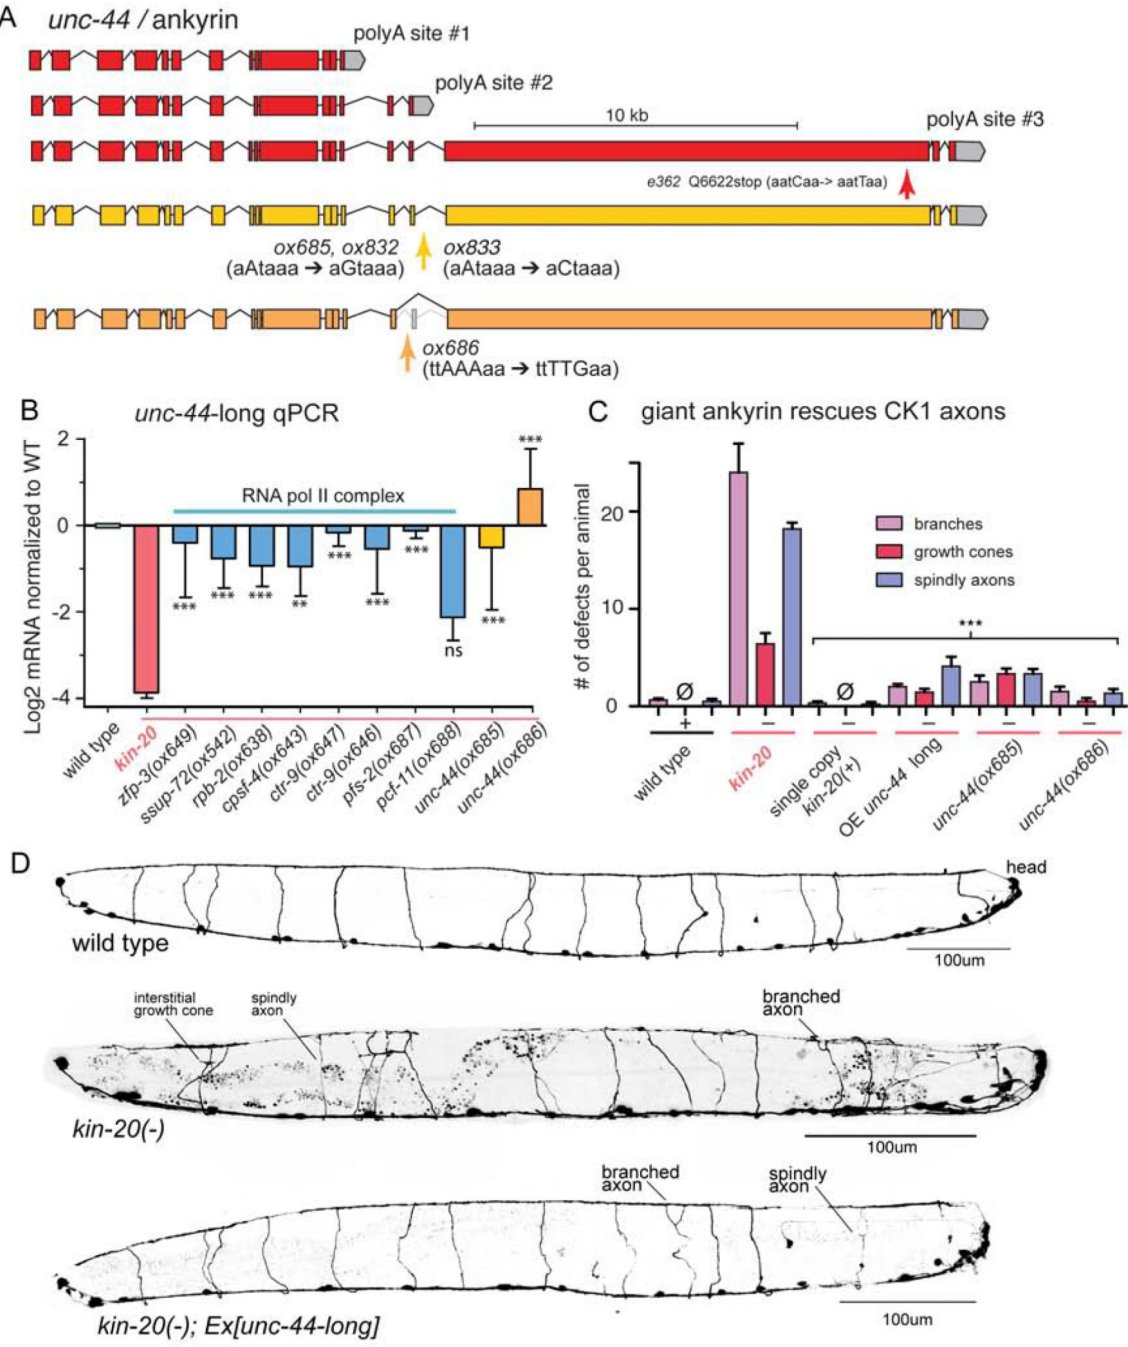 A
unc-44 / ankyrin
polyA site #1
polyA site #2
10 kb
polyA site #3
e362 Q6622stop (aatCaa-> aatTaa)
ox685, ox832
(aAtaaa ➔ aGtaaa)
ox833
(aAtaaa ➔ aCtaaa)
ox686
(ttAAAaa ➔ ttTTGaa)
B
unc-44-long qPCR
Log2 mRNA normalized to WT
2
0
-2
-4
RNA pol II complex
***
***
***
**
***
***
***
ns
***
***
wild type
kin-20
zfp-3(ox649)
ssup-72(ox542)
rpb-2(ox638)
cpsf-4(ox643)
ctr-9(ox647)
ctr-9(ox646)
pfs-2(ox687)
pcf-11(ox688)
unc-44(ox685)
unc-44(ox686)
C
giant ankyrin rescues CK1 axons
# of defects per animal
20
10
0
branches
growth cones
spindly axons
***
Ø
Ø
+
–
–
–
–
–
wild type
kin-20
single copy
kin-20(+)
OE unc-44 long
unc-44(ox685)
unc-44(ox686)
D
head
wild type
100um
interstitial
growth cone
spindly
axon
branched
axon
kin-20(-)
100um
branched
axon
spindly
axon
kin-20(-); Ex[unc-44-long]
100um